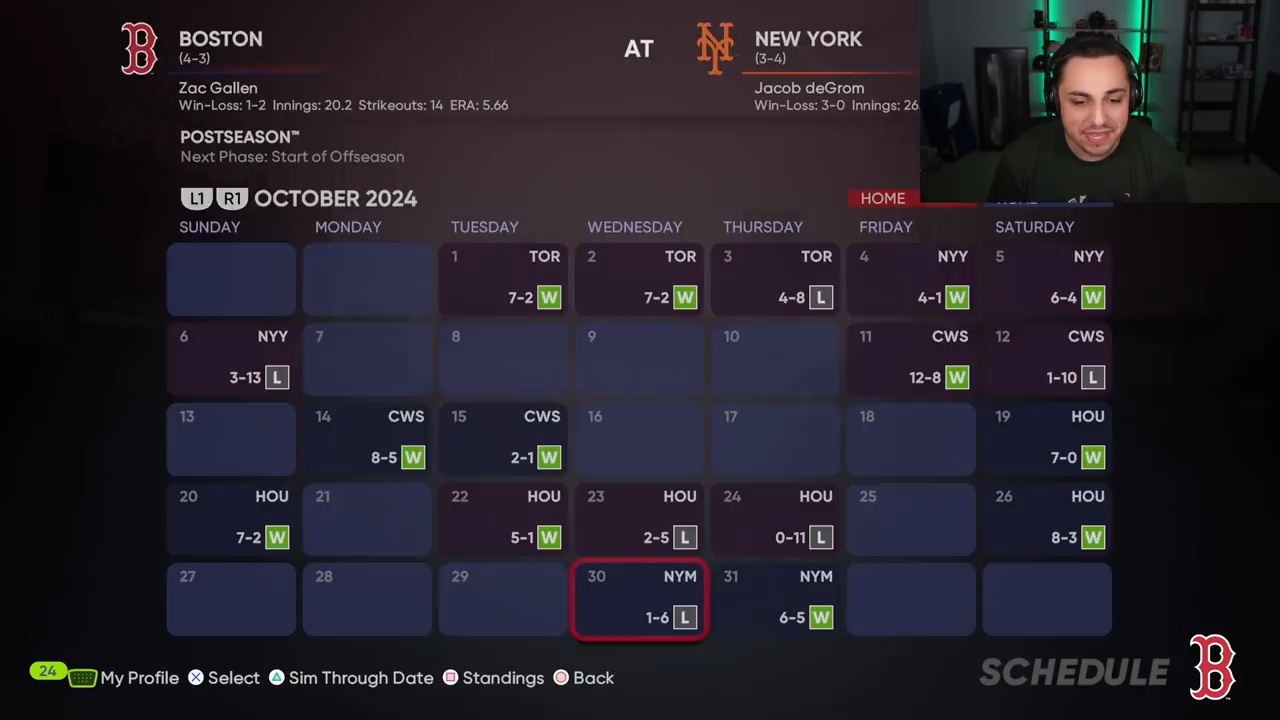 BOSTON
(4-3)
AT
NEW YORK
(3-4)
Zac Gallen
Win-Loss: 1-2 Innings: 20.2 Strikeouts: 14 ERA: 5.66
Jacob deGrom
Win-Loss: 3-0 Innings: 26
POSTSEASON™
Next Phase: Start of Offseason
L1 R1 OCTOBER 2024
HOME
SUNDAY MONDAY TUESDAY WEDNESDAY THURSDAY FRIDAY SATURDAY
1 TOR 2 TOR 3 TOR 4 NYY 5 NYY
7-2 W 7-2 W 4-8 L 4-1 W 6-4 W
6 NYY 7 8 9 10 11 CWS 12 CWS
3-13 L 12-8 W 1-10 L
13 14 CWS 15 CWS 16 17 18 19 HOU
8-5 W 2-1 W 7-0 W
20 HOU 21 22 HOU 23 HOU 24 HOU 25 26 HOU
7-2 W 5-1 W 2-5 L 0-11 L 8-3 W
27 28 29 30 NYM 31 NYM
1-6 L 6-5 W
24 My Profile Select Sim Through Date Standings Back
SCHEDULE B